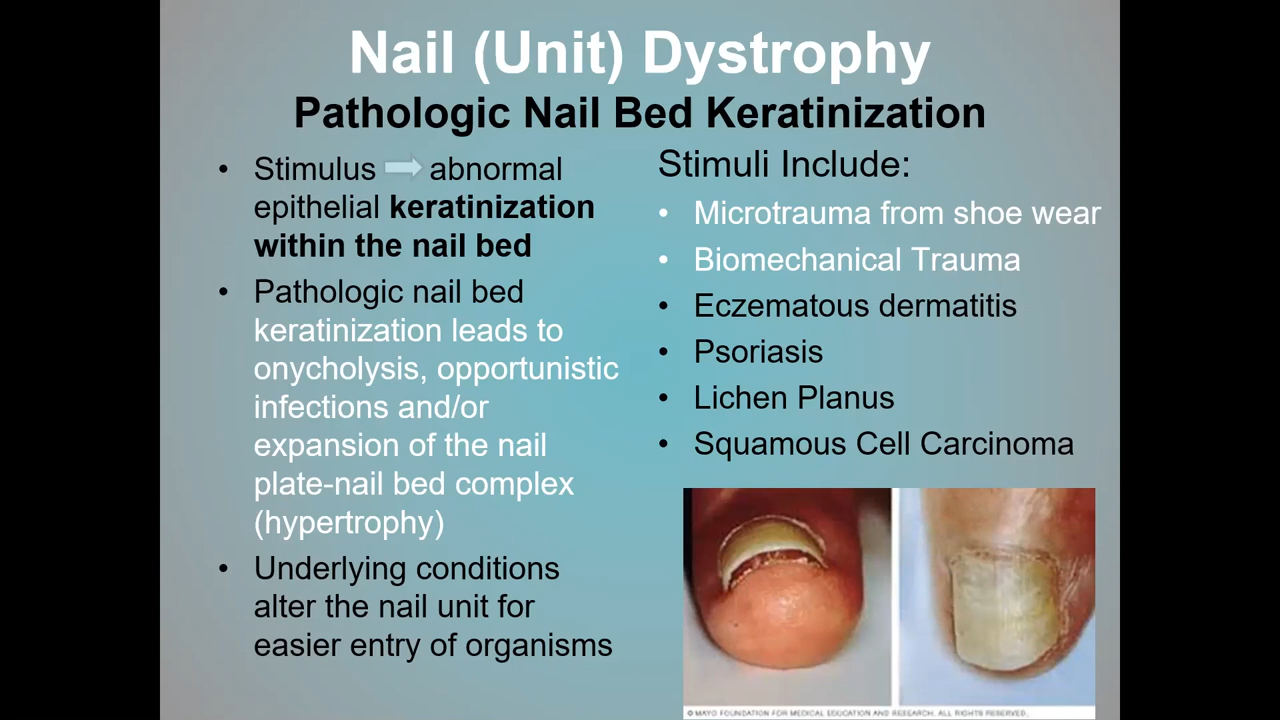 Nail (Unit) Dystrophy
Pathologic Nail Bed Keratinization
• Stimulus abnormal
epithelial keratinization
within the nail bed
• Pathologic nail bed
keratinization leads to
onycholysis, opportunistic
infections and/or
expansion of the nail
plate-nail bed complex
(hypertrophy)
• Underlying conditions
alter the nail unit for
easier entry of organisms
Stimuli Include:
• Microtrauma from shoe wear
• Biomechanical Trauma
• Eczematous dermatitis
• Psoriasis
• Lichen Planus
• Squamous Cell Carcinoma
© MAYO FOUNDATION FOR MEDICAL EDUCATION AND RESEARCH. ALL RIGHTS RESERVED.